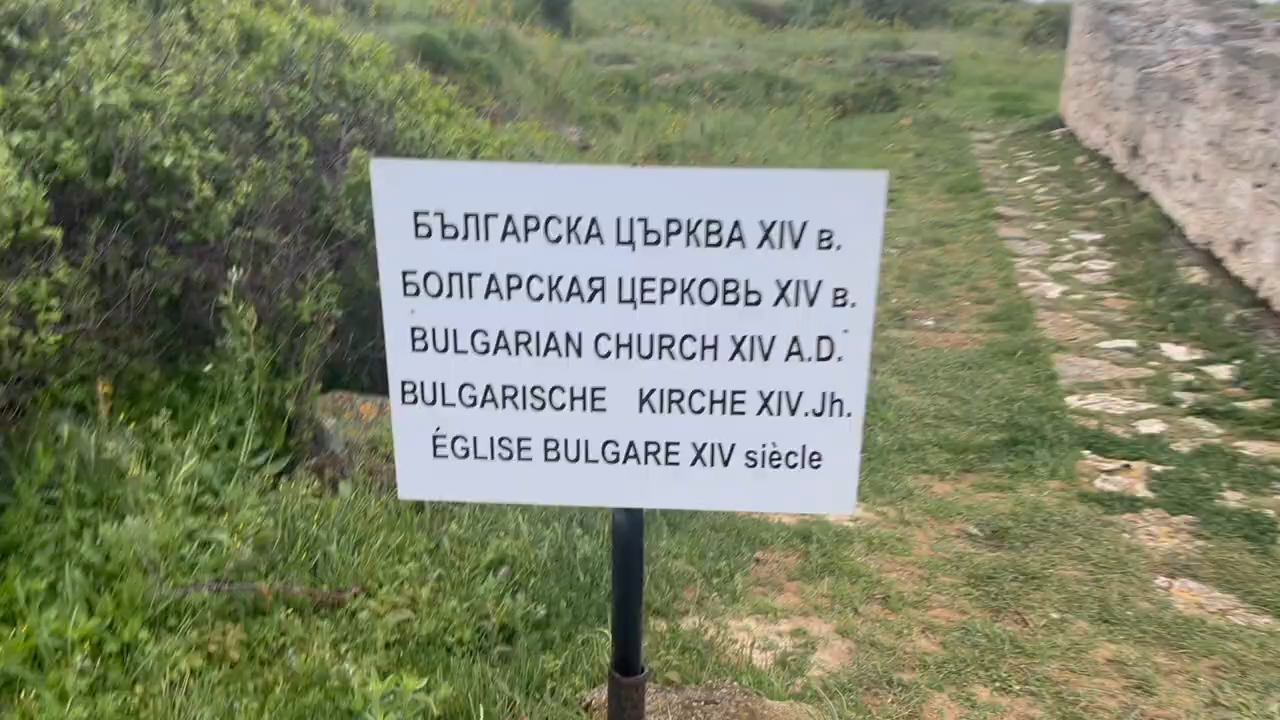 БЪЛГАРСКА ЦЪРКВА XIV в.
БОЛГАРСКАЯ ЦЕРКОВЬ XIV в.
BULGARIAN CHURCH XIV A.D.
BULGARISCHE KIRCHE XIV.Jh.
ÉGLISE BULGARE XIV siècle